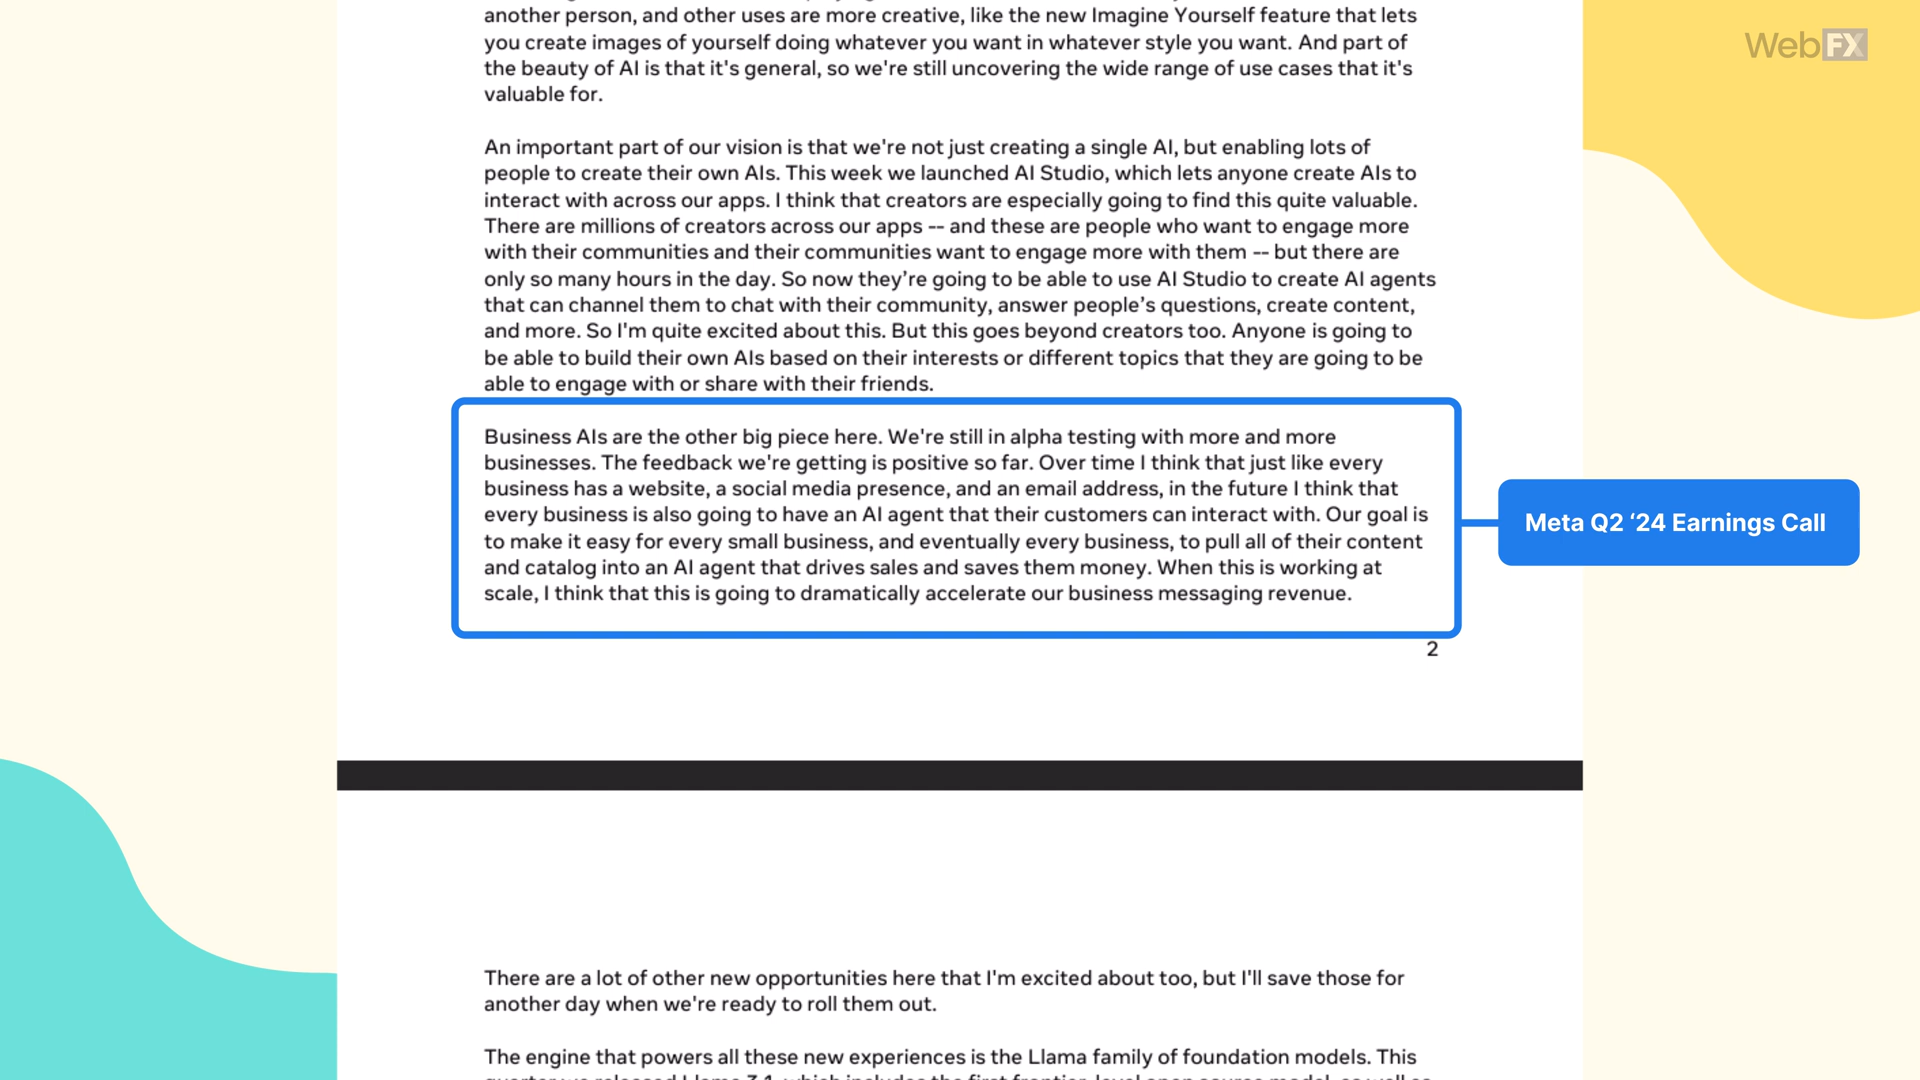 another person, and other uses are more creative, like the new Imagine Yourself feature that lets
you create images of yourself doing whatever you want in whatever style you want. And part of
the beauty of AI is that it's general, so we're still uncovering the wide range of use cases that it's
valuable for.
An important part of our vision is that we're not just creating a single AI, but enabling lots of
people to create their own AIs. This week we launched AI Studio, which lets anyone create AIs to
interact with across our apps. I think that creators are especially going to find this quite valuable.
There are millions of creators across our apps -- and these are people who want to engage more
with their communities and their communities want to engage more with them -- but there are
only so many hours in the day. So now they’re going to be able to use AI Studio to create AI agents
that can channel them to chat with their community, answer people’s questions, create content,
and more. So I'm quite excited about this. But this goes beyond creators too. Anyone is going to
be able to build their own AIs based on their interests or different topics that they are going to be
able to engage with or share with their friends.
Business AIs are the other big piece here. We're still in alpha testing with more and more
businesses. The feedback we're getting is positive so far. Over time I think that just like every
business has a website, a social media presence, and an email address, in the future I think that
every business is also going to have an AI agent that their customers can interact with. Our goal is
to make it easy for every small business, and eventually every business, to pull all of their content
and catalog into an AI agent that drives sales and saves them money. When this is working at
scale, I think that this is going to dramatically accelerate our business messaging revenue.
2
There are a lot of other new opportunities here that I'm excited about too, but I'll save those for
another day when we're ready to roll them out.
The engine that powers all these new experiences is the Llama family of foundation models. This
Meta Q2 ‘24 Earnings Call
WebFX